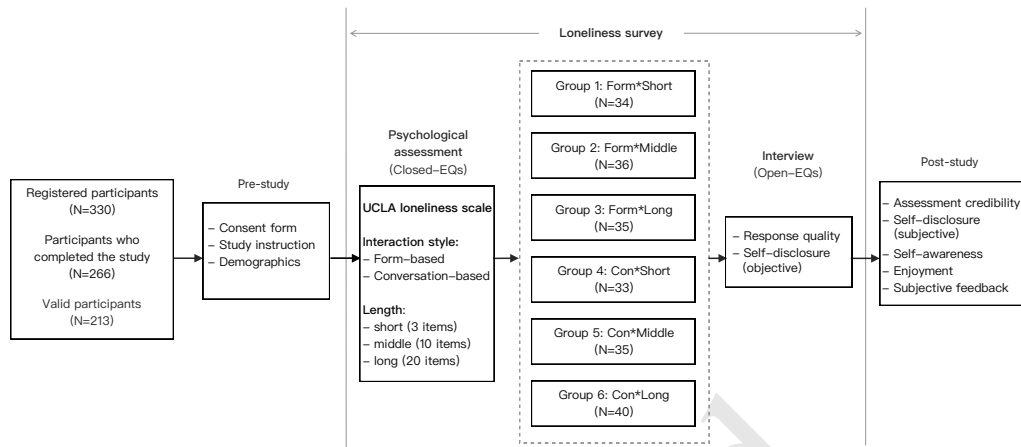 Loneliness survey
Registered participants
(N=330)
Participants who
completed the study
(N=266)
Valid participants
(N=213)
Pre-study
– Consent form
– Study instruction
– Demographics
Psychological
assessment
(Closed-EQs)
UCLA loneliness scale
Interaction style:
– Form-based
– Conversation-based
Length:
– short (3 items)
– middle (10 items)
– long (20 items)
Group 1: Form*Short
(N=34)
Group 2: Form*Middle
(N=36)
Group 3: Form*Long
(N=35)
Group 4: Con*Short
(N=33)
Group 5: Con*Middle
(N=35)
Group 6: Con*Long
(N=40)
Interview
(Open-EQs)
– Response quality
– Self-disclosure
(objective)
Post-study
– Assessment credibility
– Self-disclosure
(subjective)
– Self-awareness
– Enjoyment
– Subjective feedback